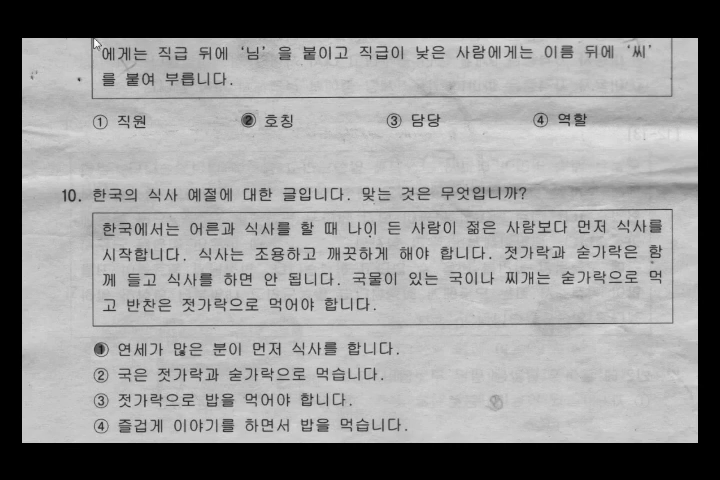 에게는 직급 뒤에 ‘님’ 을 붙이고 직급이 낮은 사람에게는 이름 뒤에 ‘씨’
를 붙여 부릅니다.
① 직원 ② 호칭 ③ 담당 ④ 역할
10. 한국의 식사 예절에 대한 글입니다. 맞는 것은 무엇입니까?
한국에서는 어른과 식사를 할 때 나이 든 사람이 젊은 사람보다 먼저 식사를
시작합니다. 식사는 조용하고 깨끗하게 해야 합니다. 젓가락과 숟가락은 함
께 들고 식사를 하면 안 됩니다. 국물이 있는 국이나 찌개는 숟가락으로 먹
고 반찬은 젓가락으로 먹어야 합니다.
① 연세가 많은 분이 먼저 식사를 합니다.
② 국은 젓가락과 숟가락으로 먹습니다.
③ 젓가락으로 밥을 먹어야 합니다.
④ 즐겁게 이야기를 하면서 밥을 먹습니다.